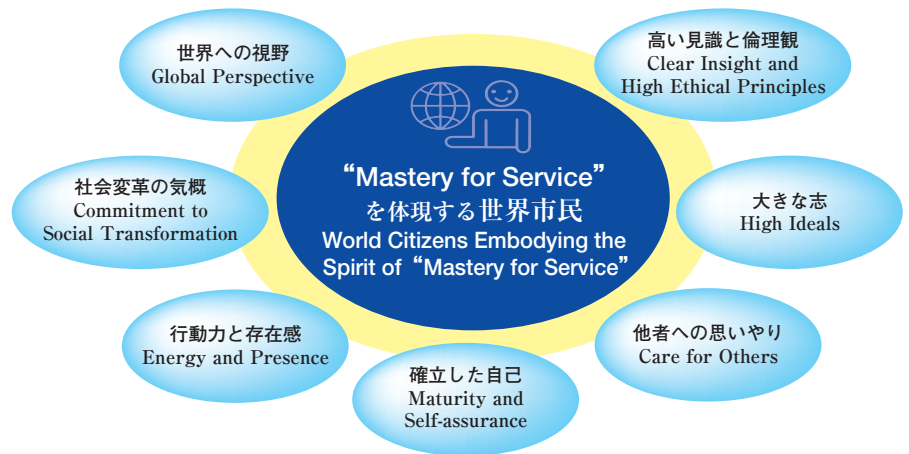 世界への視野
Global Perspective
高い見識と倫理観
Clear Insight and
High Ethical Principles
“Mastery for Service”
を体現する世界市民
World Citizens Embodying the
Spirit of “Mastery for Service”
社会変革の気概
Commitment to
Social Transformation
大きな志
High Ideals
行動力と存在感
Energy and Presence
他者への思いやり
Care for Others
確立した自己
Maturity and
Self-assurance